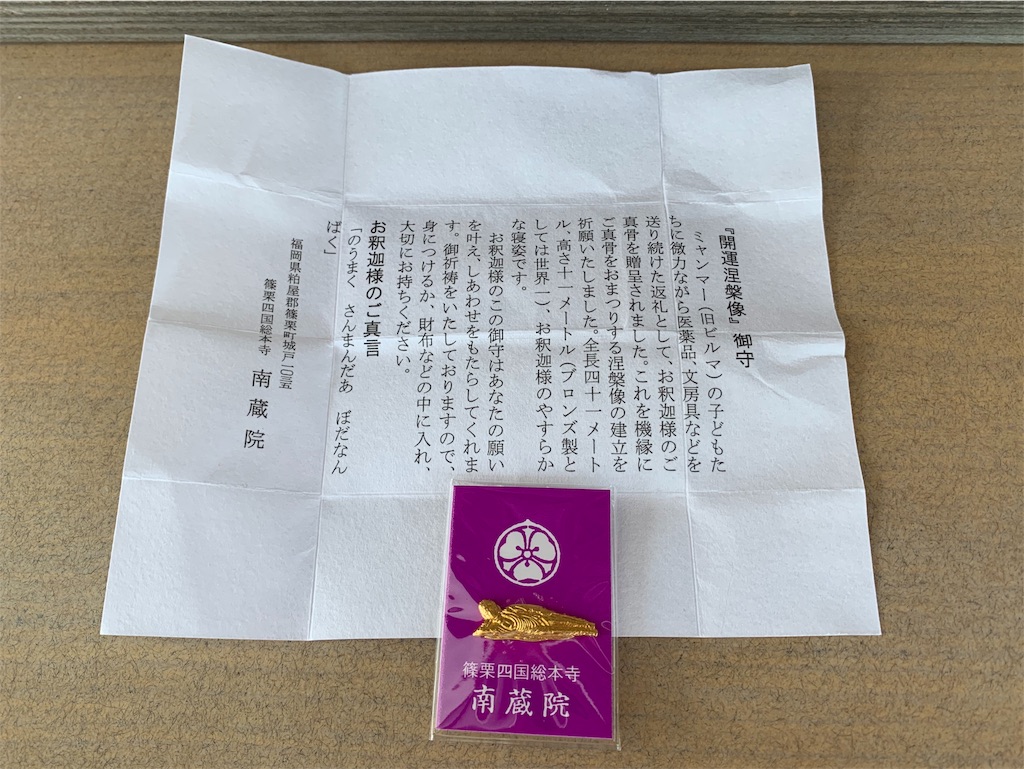 『開運涅槃像』御守
ミャンマー（旧ビルマ）の子どもた
ちに微力ながら医薬品、文房具などを
送り続けた返礼として、お釈迦様のご
真骨を贈呈されました。これを機縁に
ご真骨をおまつりする涅槃像の建立を
祈願いたしました。全長四十一メート
ル、高さ十一メートル（ブロンズ製と
しては世界一）、お釈迦様のやすらか
な寝姿です。
お釈迦様のこの御守はあなたの願い
を叶え、しあわせをもたらしてくれま
す。御祈祷をいたしておりますので、
身につけるか、財布などの中に入れ、
大切にお持ちください。
お釈迦様のご真言
「のうまく　さんまんだあ　ぼだなん
ばく」
福岡県粕屋郡篠栗町城戸一〇三五
篠栗四国総本寺　南蔵院
篠栗四国総本寺
南蔵院